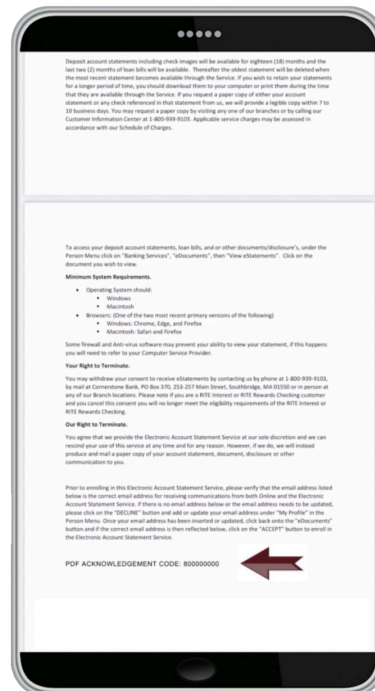 Deposit account statements including check images will be available for eighteen (18) months and the
last two (2) months of loan bills will be available.  Thereafter the oldest statement will be deleted when
the most recent statement becomes available through the Service. If you wish to retain your statements
for a longer period of time, you should download them to your computer or print them during the time
that they are available through the Service. If you request a paper copy of either your account
statement or any check referenced in that statement from us, we will provide a legible copy within 7 to
10 business days. You may request a paper copy by visiting any one of our branches or by calling our
Customer Information Center at 1-800-939-9103. Applicable service charges may be assessed in
accordance with our Schedule of Charges.
To access your deposit account statements, loan bills, and or other documents/disclosure's, under the
Person Menu click on "Banking Services", "eDocuments", then "View eStatements".  Click on the
document you wish to view.
Minimum System Requirements.
• Operating System should:
▪ Windows
▪ Macintosh
• Browsers: (One of the two most recent primary versions of the following)
▪ Windows: Chrome, Edge, and Firefox
▪ Macintosh: Safari and Firefox
Some firewall and Anti-virus software may prevent your ability to view your statement, if this happens
you will need to refer to your Computer Service Provider.
Your Right to Terminate.
You may withdraw your consent to receive eStatements by contacting us by phone at 1-800-939-9103,
by mail at Cornerstone Bank, PO Box 370, 253-257 Main Street, Southbridge, MA 01550 or in person at
any of our Branch locations. Please note if you are a RITE Interest or RITE Rewards Checking customer
and you cancel this consent you will no longer meet the eligibility requirements of the RITE Interest or
RITE Rewards Checking.
Our Right to Terminate.
You agree that we provide the Electronic Account Statement Service at our sole discretion and we can
rescind your use of this service at any time and for any reason. However, if we do, we will instead
produce and mail a paper copy of your account statement, document, disclosure or other
communication to you.
Prior to enrolling in this Electronic Account Statement Service, please verify that the email address listed
below is the correct email address for receiving communications from both Online and the Electronic
Account Statement Service. If there is no email address below or the email address needs to be updated,
please click on the "DECLINE" button and add or update your email address under "My Profile" in the
Person Menu. Once your email address has been inserted or updated, click back onto the "eDocuments"
button and if the correct email address is then reflected below, click on the "ACCEPT" button to enroll in
the Electronic Account Statement Service.
PDF ACKNOWLEDGEMENT CODE: 800000000